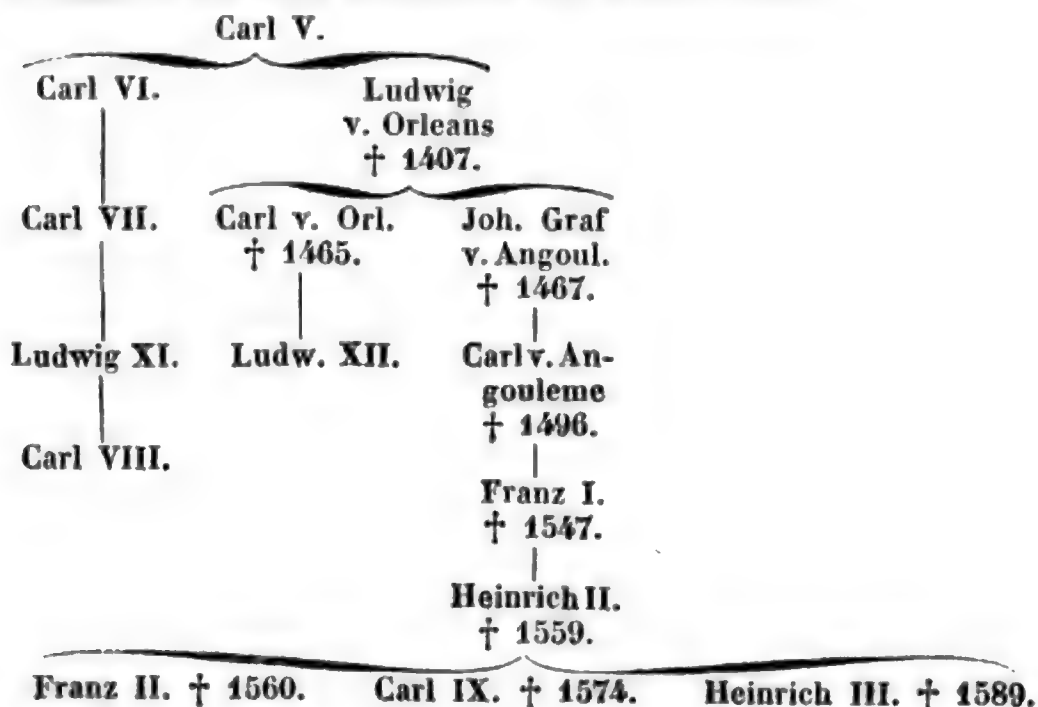 Carl V.
Carl VI.
Ludwig
v. Orleans
† 1407.
Carl VII.
Carl v. Orl.
† 1465.
Joh. Graf
v. Angoul.
† 1467.
Ludwig XI.
Ludw. XII.
Carl v. An-
gouleme
† 1496.
Carl VIII.
Franz I.
† 1547.
Heinrich II.
† 1559.
Franz II. † 1560. Carl IX. † 1574. Heinrich III. † 1589.